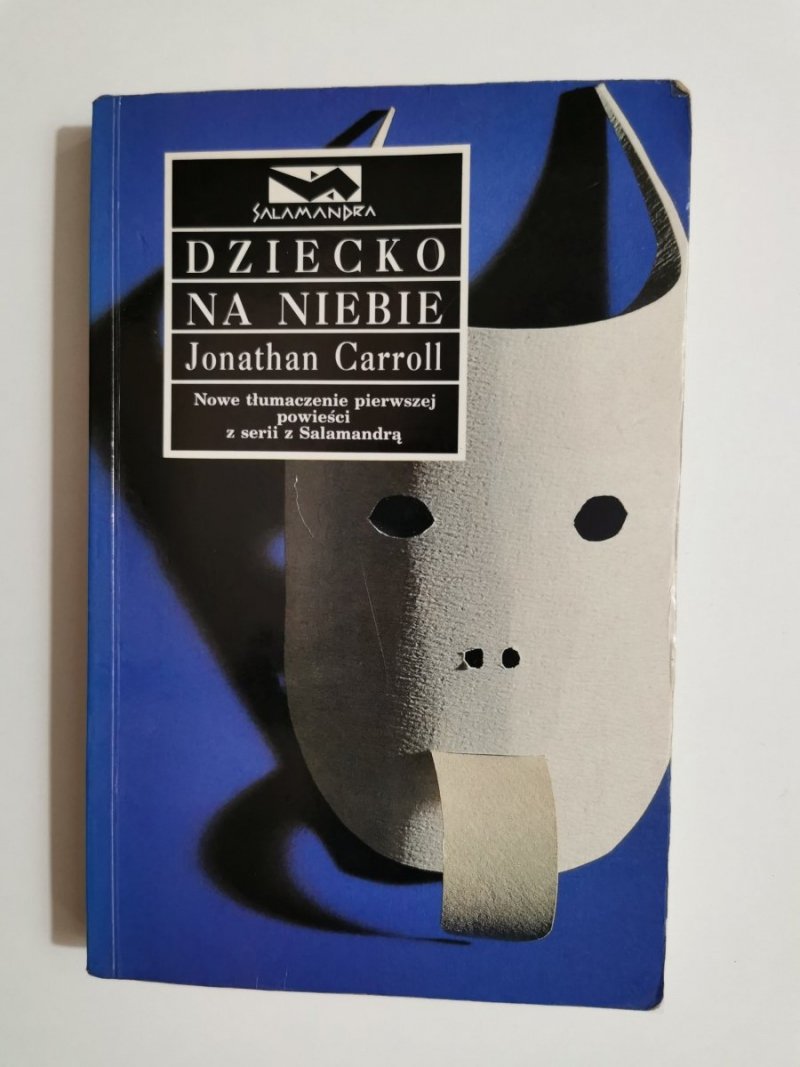 SALAMANDRA
DZIECKO
NA NIEBIE
Jonathan Carroll
Nowe tłumaczenie pierwszej
powieści
z serii z Salamandrą